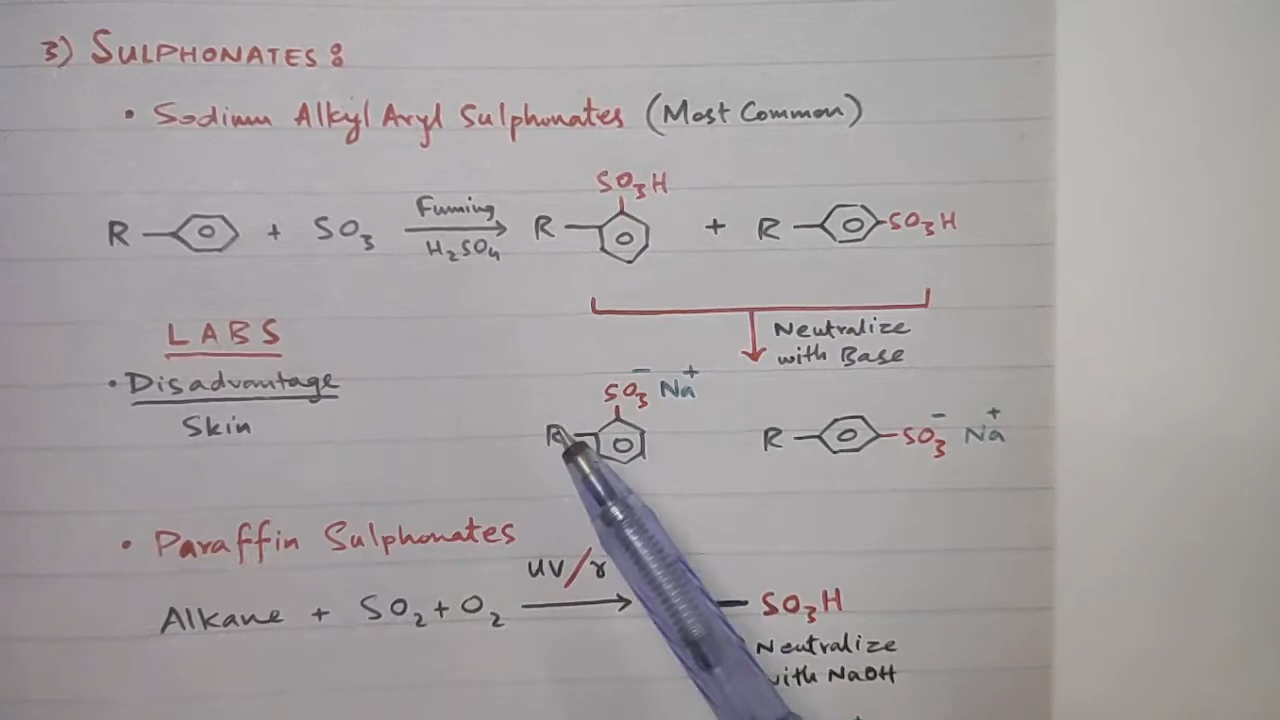 3) SULPHONATES:
• Sodium Alkyl Aryl Sulphonates (Most Common)
R + SO3 Fuming H2SO4 R SO3H + R SO3H
LABS
Neutralize
with Base
• Disadvantage
Skin
R SO3- Na+ R SO3- Na+
• Paraffin Sulphonates
Alkane + SO2 + O2 UV/γ SO3H
Neutralize
with NaOH